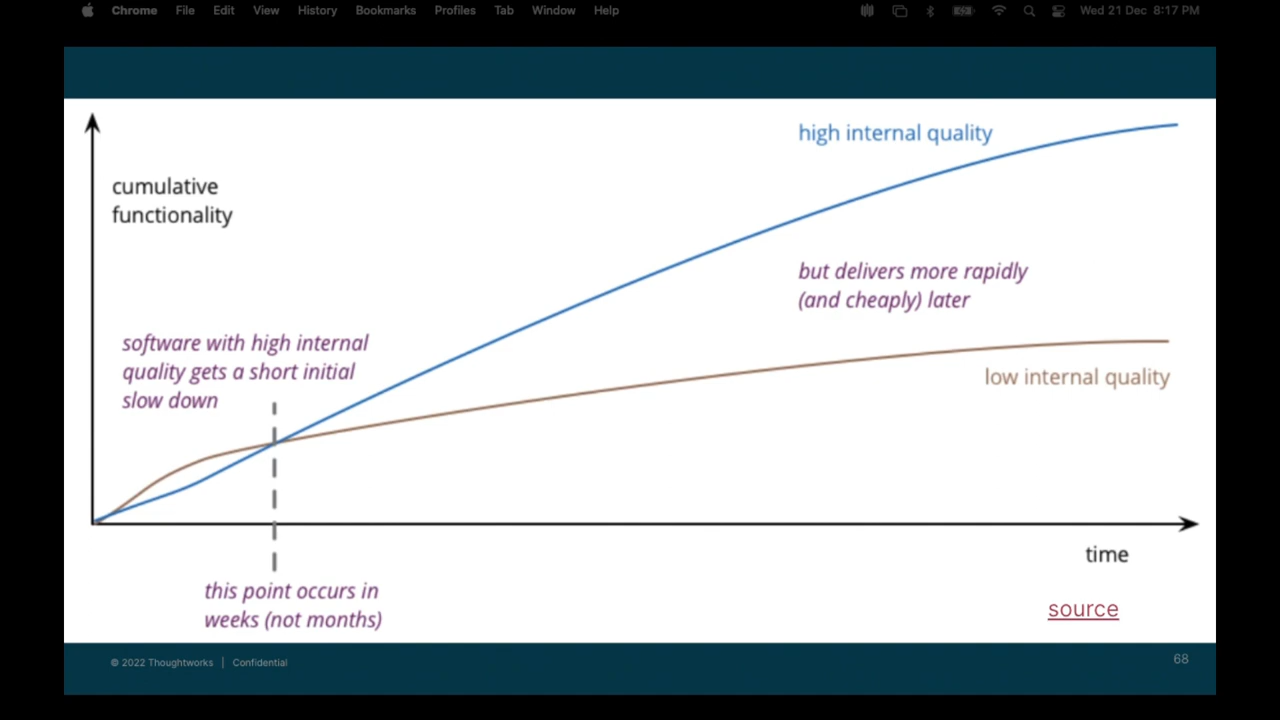 Chrome File Edit View History Bookmarks Profiles Tab Window Help Wed 21 Dec 8:17 PM
high internal quality
cumulative
functionality
but delivers more rapidly
(and cheaply) later
software with high internal
quality gets a short initial
slow down
low internal quality
time
this point occurs in
weeks (not months)
source
© 2022 Thoughtworks | Confidential
68